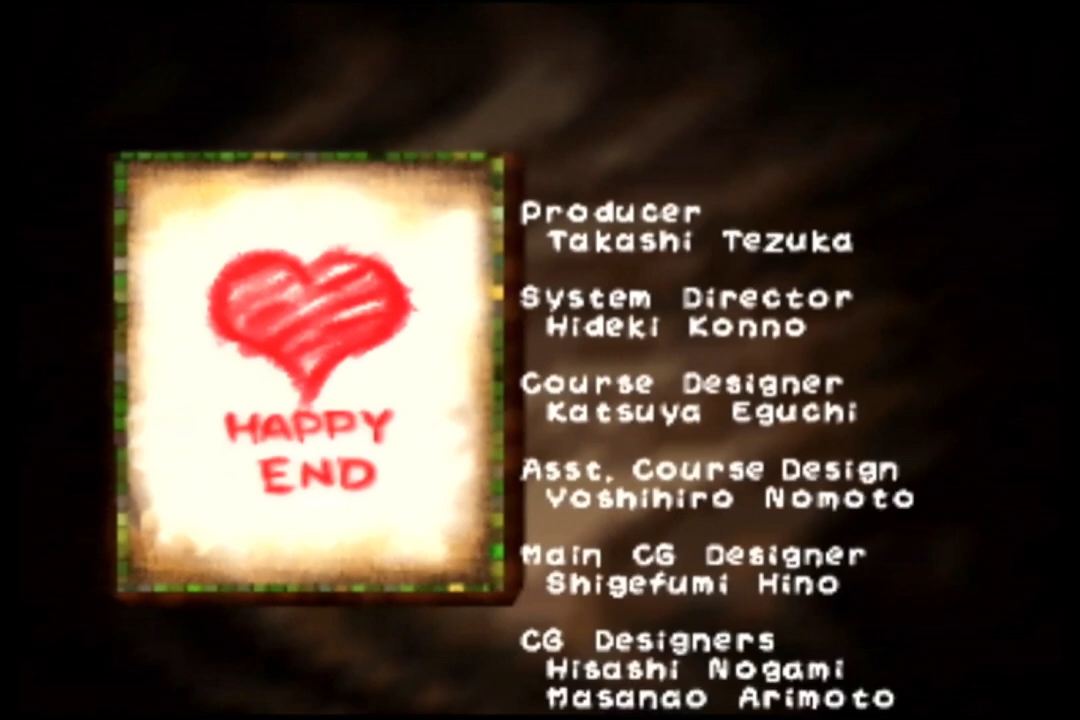 HAPPY
END
Producer
Takashi Tezuka
System Director
Hideki Konno
Course Designer
Katsuya Eguchi
Asst. Course Design
Yoshihiro Nomoto
Main CG Designer
Shigefumi Hino
CG Designers
Hisashi Nogami
Masanao Arimoto